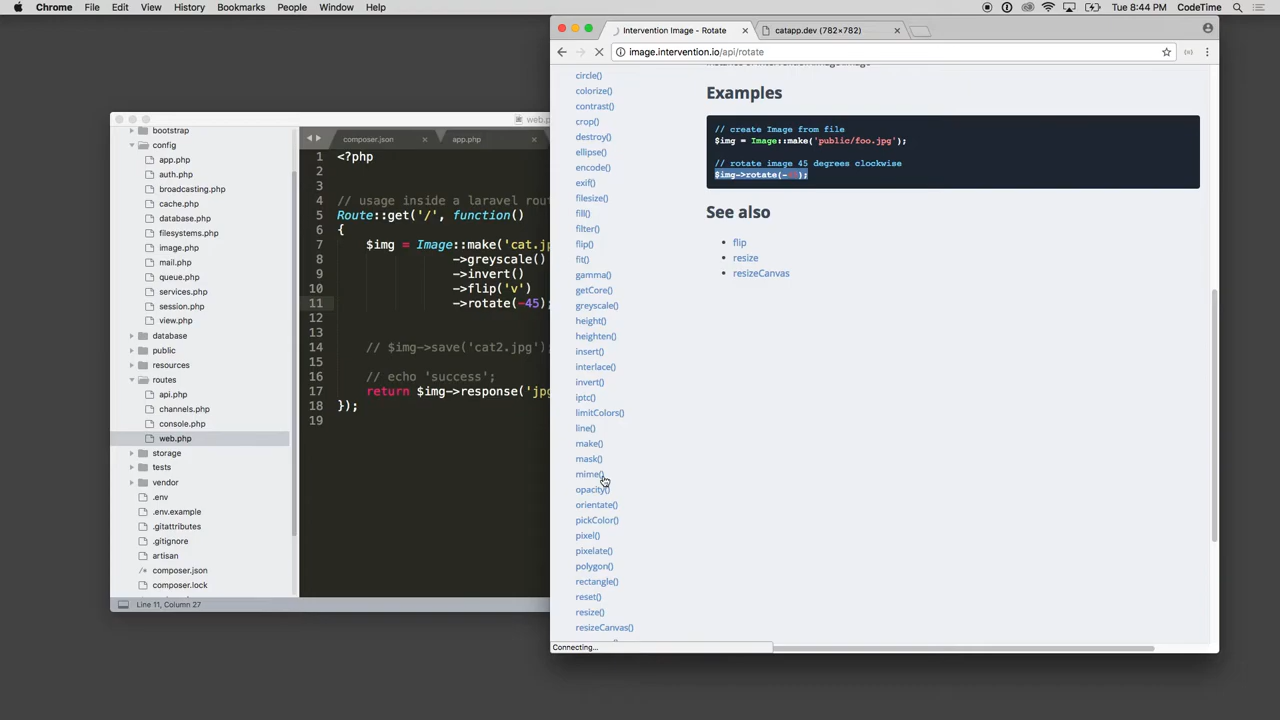 Chrome File Edit View History Bookmarks People Window Help
Tue 8:44 PM CodeTime
Intervention Image - Rotate
catapp.dev (782×782)
image.intervention.io/api/rotate
web.p
bootstrap
config
app.php
auth.php
broadcasting.php
cache.php
database.php
filesystems.php
image.php
mail.php
queue.php
services.php
session.php
view.php
database
public
resources
routes
api.php
channels.php
console.php
web.php
storage
tests
vendor
.env
.env.example
.gitattributes
.gitignore
artisan
composer.json
composer.lock
Line 11, Column 27
composer.json
app.php
1 <?php
2
3
4 // usage inside a laravel rou
5 Route::get('/', function()
6 {
7 $img = Image::make('cat.jp
8 ->greyscale()
9 ->invert()
10 ->flip('v')
11 ->rotate(-45);
12
13
14 // $img->save('cat2.jpg');
15
16 // echo 'success';
17 return $img->response('jpg
18 });
19
circle()
colorize()
contrast()
crop()
destroy()
ellipse()
encode()
exif()
filesize()
fill()
filter()
flip()
fit()
gamma()
getCore()
greyscale()
height()
heighten()
insert()
interlace()
invert()
iptc()
limitColors()
line()
make()
mask()
mime()
opacity()
orientate()
pickColor()
pixel()
pixelate()
polygon()
rectangle()
reset()
resize()
resizeCanvas()
Connecting...
Examples
// create Image from file
$img = Image::make('public/foo.jpg');
// rotate image 45 degrees clockwise
$img->rotate(-45);
See also
flip
resize
resizeCanvas